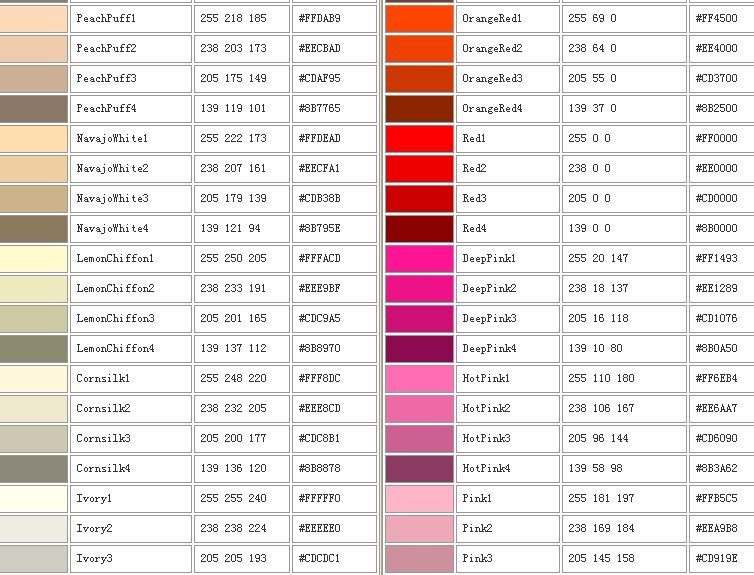 PeachPuff1 255 218 185 #FFDAB9 OrangeRed1 255 69 0 #FF4500
PeachPuff2 238 203 173 #EECBAD OrangeRed2 238 64 0 #EE4000
PeachPuff3 205 175 149 #CDAF95 OrangeRed3 205 55 0 #CD3700
PeachPuff4 139 119 101 #8B7765 OrangeRed4 139 37 0 #8B2500
NavajoWhite1 255 222 173 #FFDEAD Red1 255 0 0 #FF0000
NavajoWhite2 238 207 161 #EECFA1 Red2 238 0 0 #EE0000
NavajoWhite3 205 179 139 #CDB38B Red3 205 0 0 #CD0000
NavajoWhite4 139 121 94 #8B795E Red4 139 0 0 #8B0000
LemonChiffon1 255 250 205 #FFFACD DeepPink1 255 20 147 #FF1493
LemonChiffon2 238 233 191 #EEE9BF DeepPink2 238 18 137 #EE1289
LemonChiffon3 205 201 165 #CDC9A5 DeepPink3 205 16 118 #CD1076
LemonChiffon4 139 137 112 #8B8970 DeepPink4 139 10 80 #8B0A50
Cornsilk1 255 248 220 #FFF8DC HotPink1 255 110 180 #FF6EB4
Cornsilk2 238 232 205 #EEE8CD HotPink2 238 106 167 #EE6AA7
Cornsilk3 205 200 177 #CDC8B1 HotPink3 205 96 144 #CD6090
Cornsilk4 139 136 120 #8B8878 HotPink4 139 58 98 #8B3A62
Ivory1 255 255 240 #FFFFF0 Pink1 255 181 197 #FFB5C5
Ivory2 238 238 224 #EEEEE0 Pink2 238 169 184 #EEA9B8
Ivory3 205 205 193 #CDCDC1 Pink3 205 145 158 #CD919E